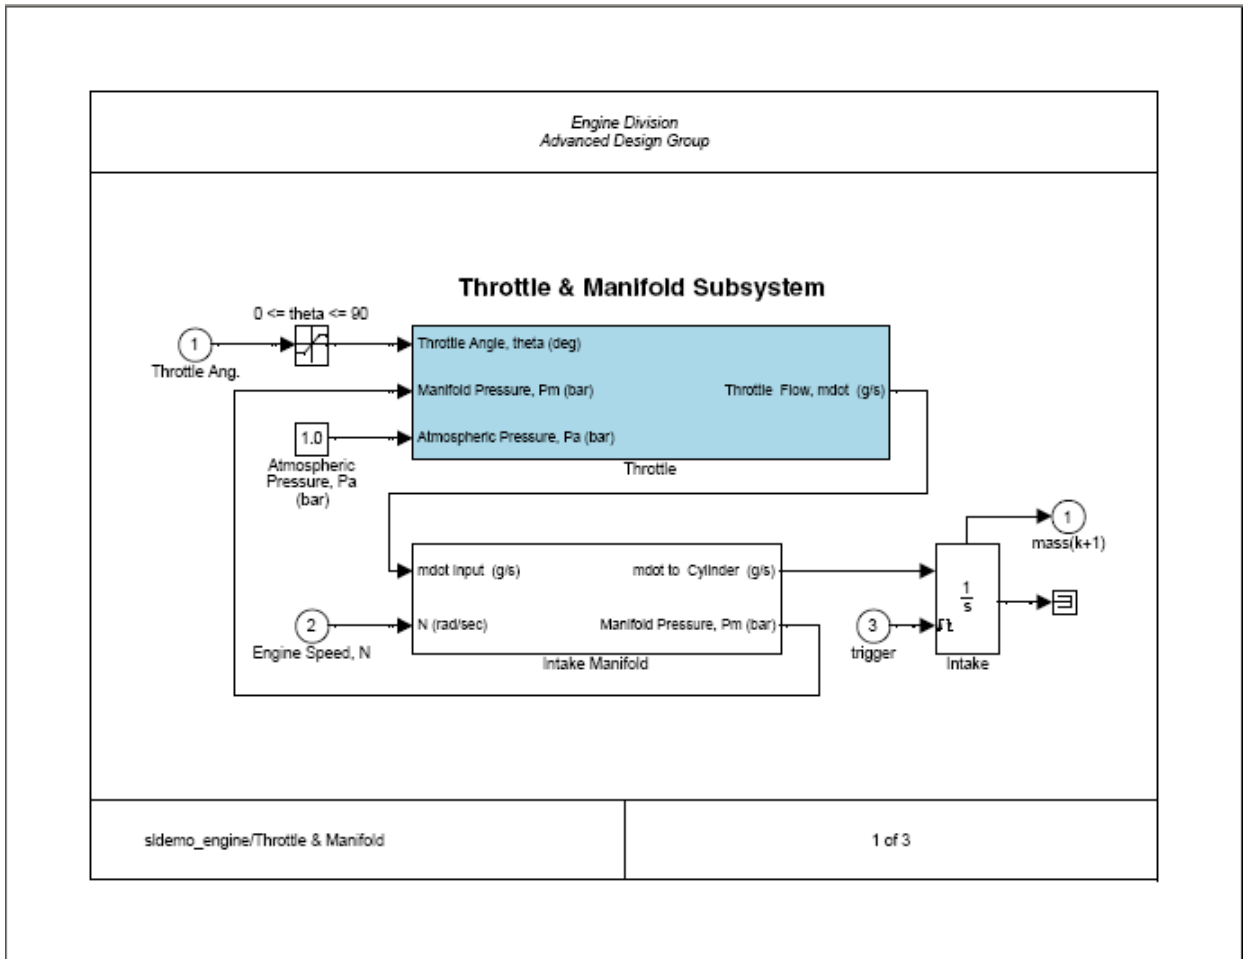 Engine Division
Advanced Design Group
Throttle & Manifold Subsystem
0 <= theta <= 90
1
Throttle Ang.
Throttle Angle, theta (deg)
Manifold Pressure, Pm (bar)
Throttle Flow, mdot (g/s)
1.0
Atmospheric Pressure, Pa (bar)
Atmospheric
Pressure, Pa
(bar)
Throttle
1
mass(k+1)
mdot Input (g/s)
mdot to Cylinder (g/s)
1
s
2
N (rad/sec)
Manifold Pressure, Pm (bar)
3
Engine Speed, N
Intake Manifold
trigger
Intake
sldemo_engine/Throttle & Manifold
1 of 3